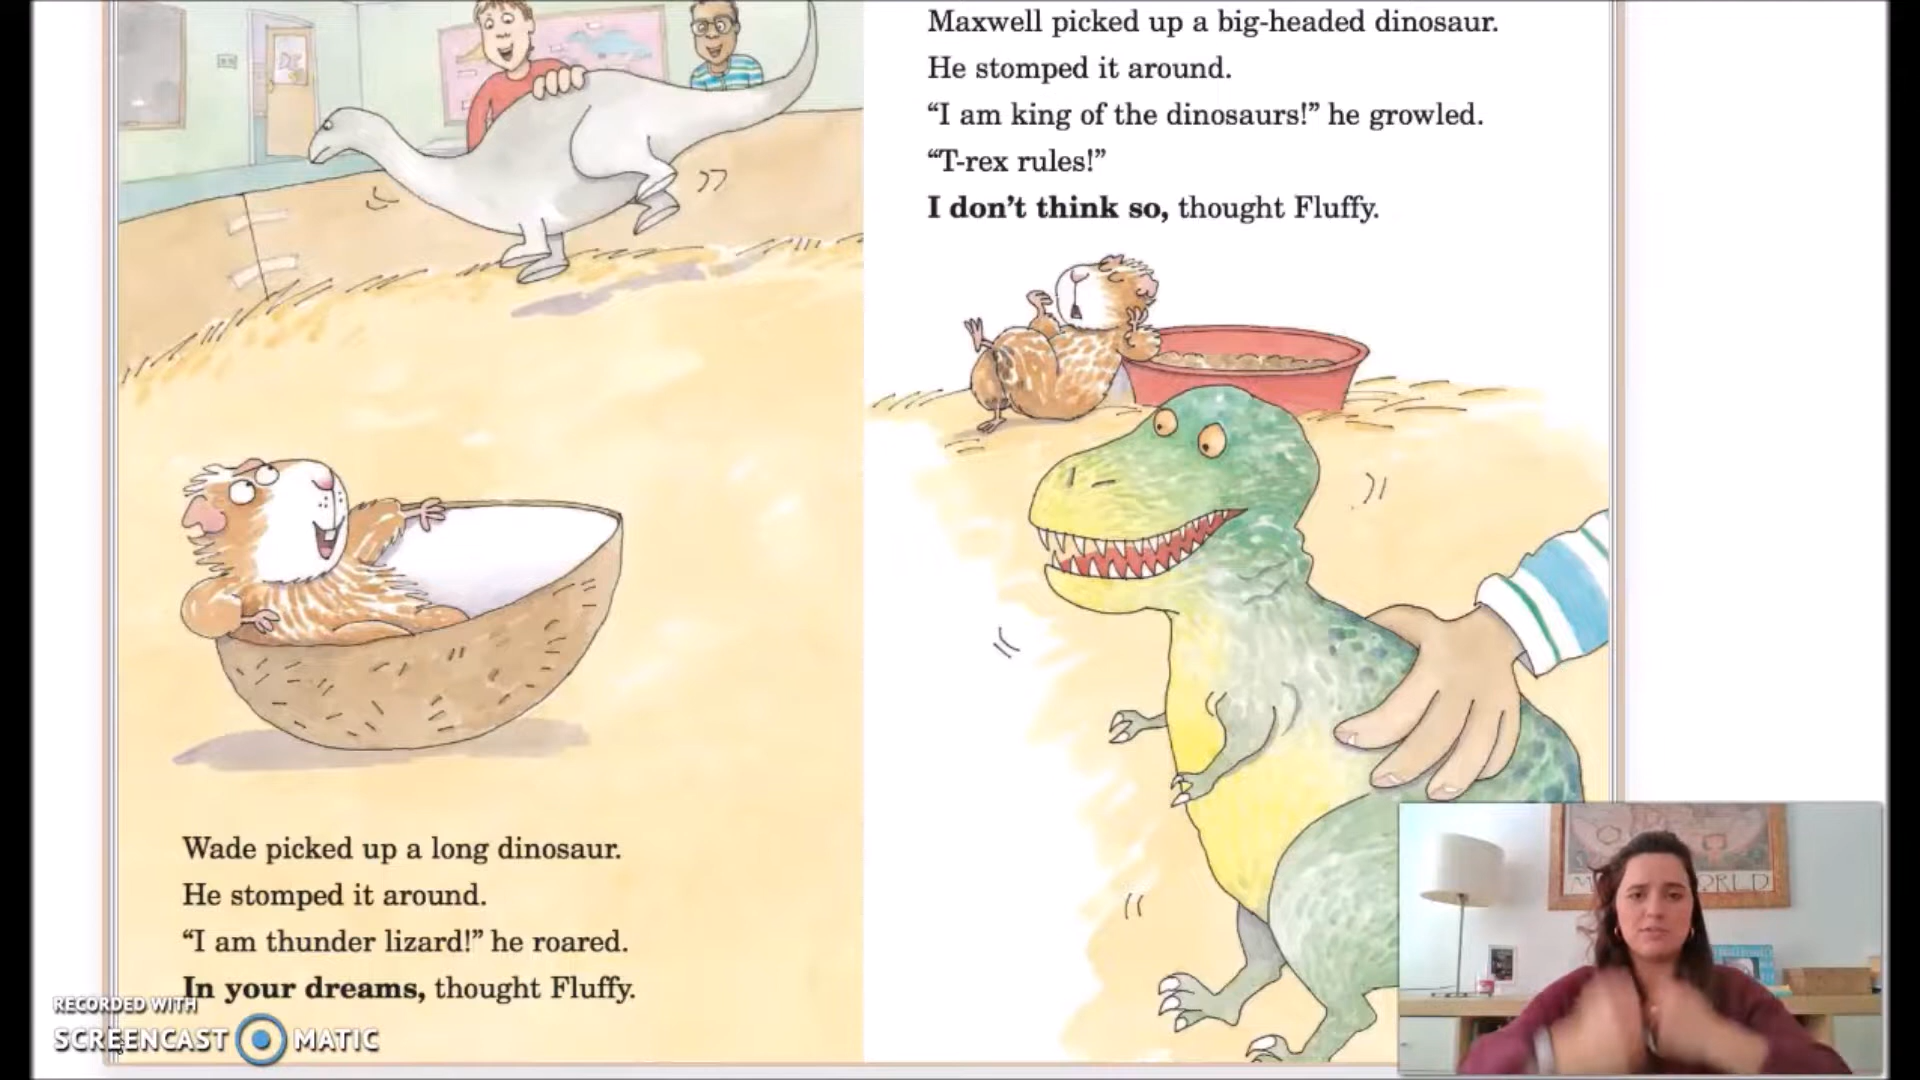 Wade picked up a long dinosaur.
He stomped it around.
“I am thunder lizard!” he roared.
In your dreams, thought Fluffy.
Maxwell picked up a big-headed dinosaur.
He stomped it around.
“I am king of the dinosaurs!” he growled.
“T-rex rules!”
I don’t think so, thought Fluffy.
RECORDED WITH
SCREENCAST MATIC